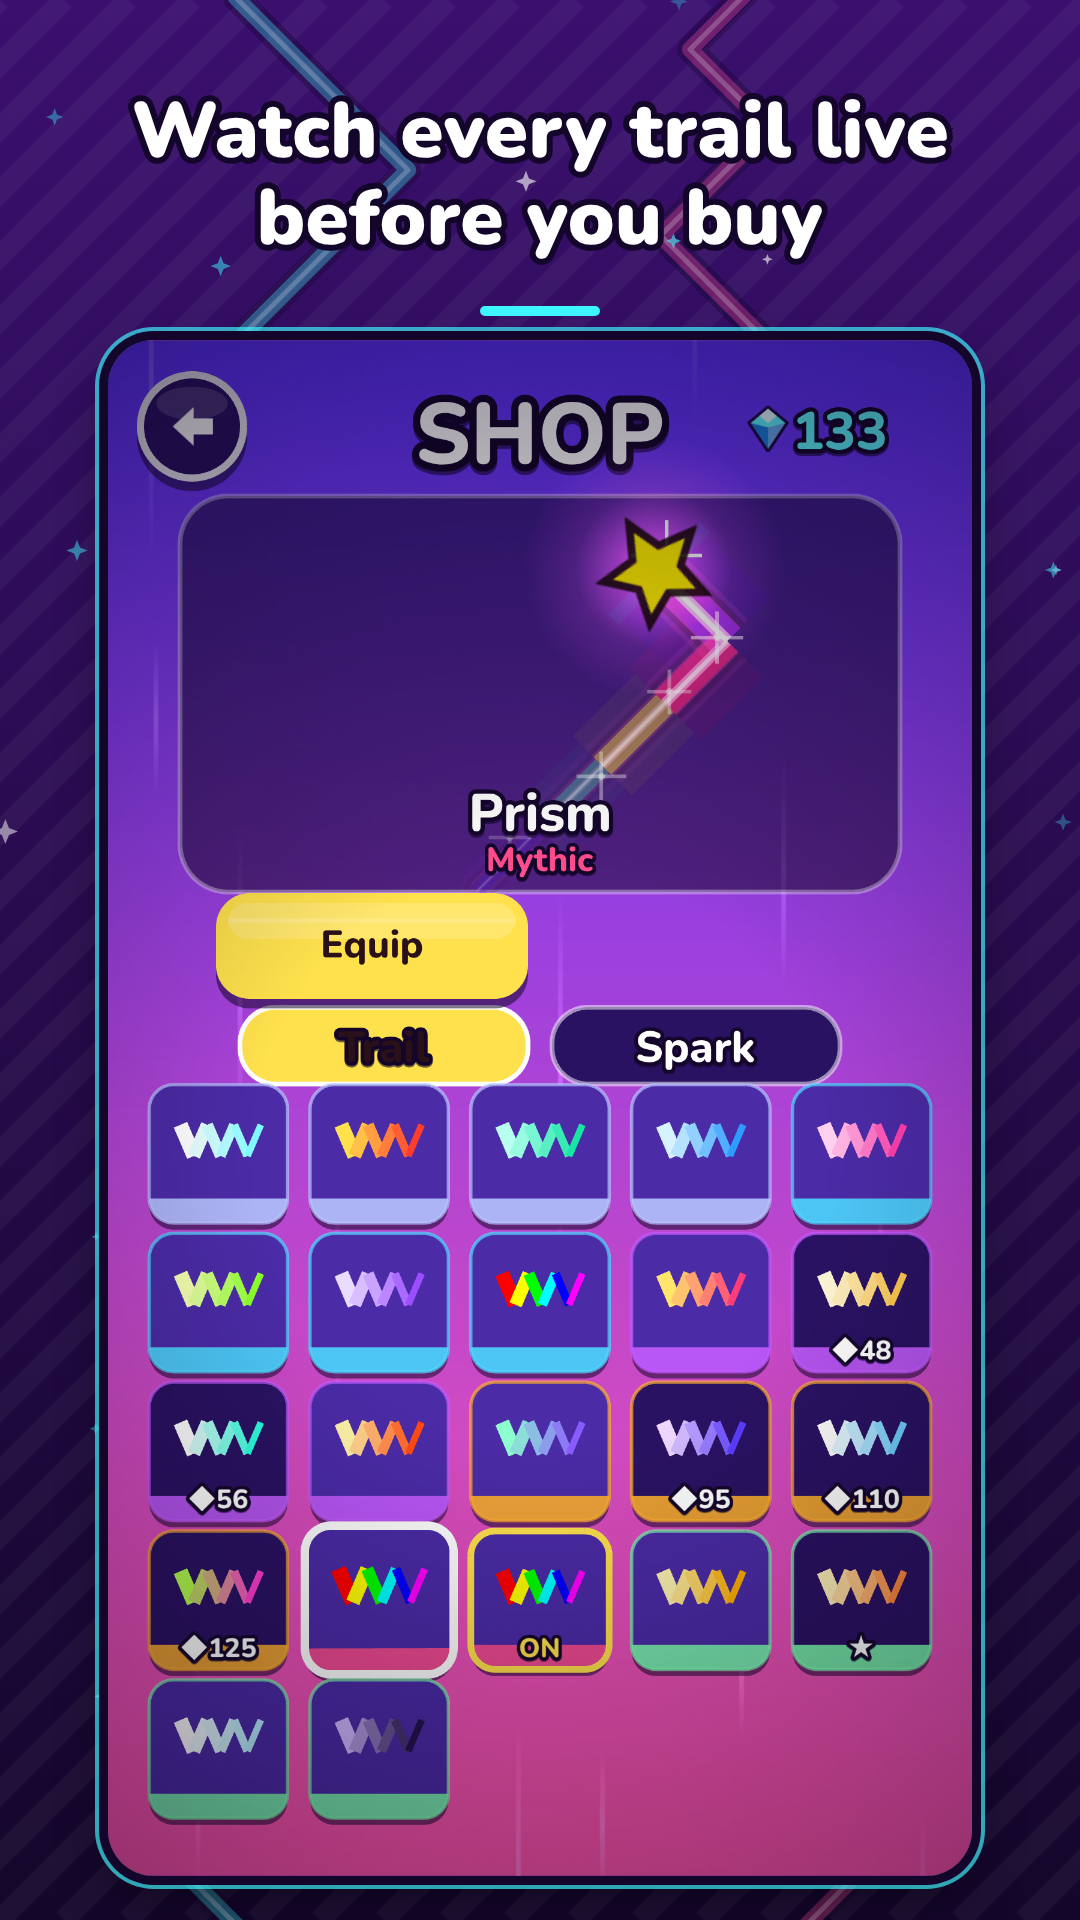 Watch every trail live
before you buy
SHOP
133
Prism
Mythic
Equip
Trail
Spark
48
56
95
110
125
ON